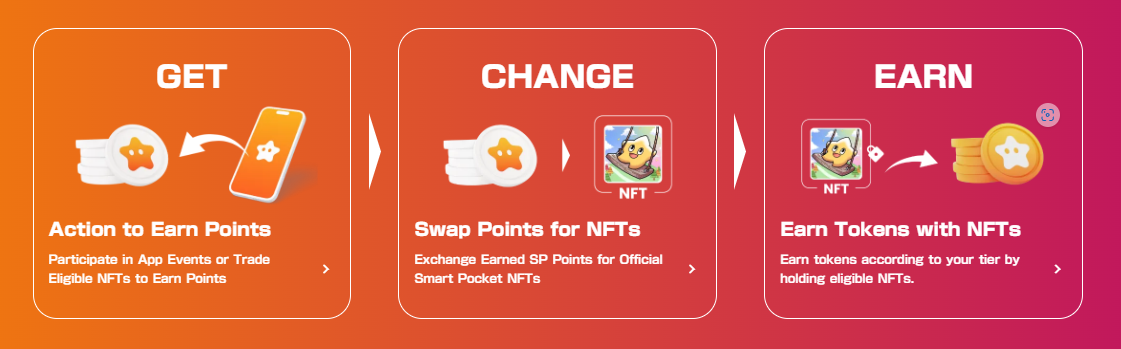 GET
Action to Earn Points
Participate in App Events or Trade
Eligible NFTs to Earn Points
CHANGE
NFT
Swap Points for NFTs
Exchange Earned SP Points for Official
Smart Pocket NFTs
EARN
NFT
Earn Tokens with NFTs
Earn tokens according to your tier by
holding eligible NFTs.